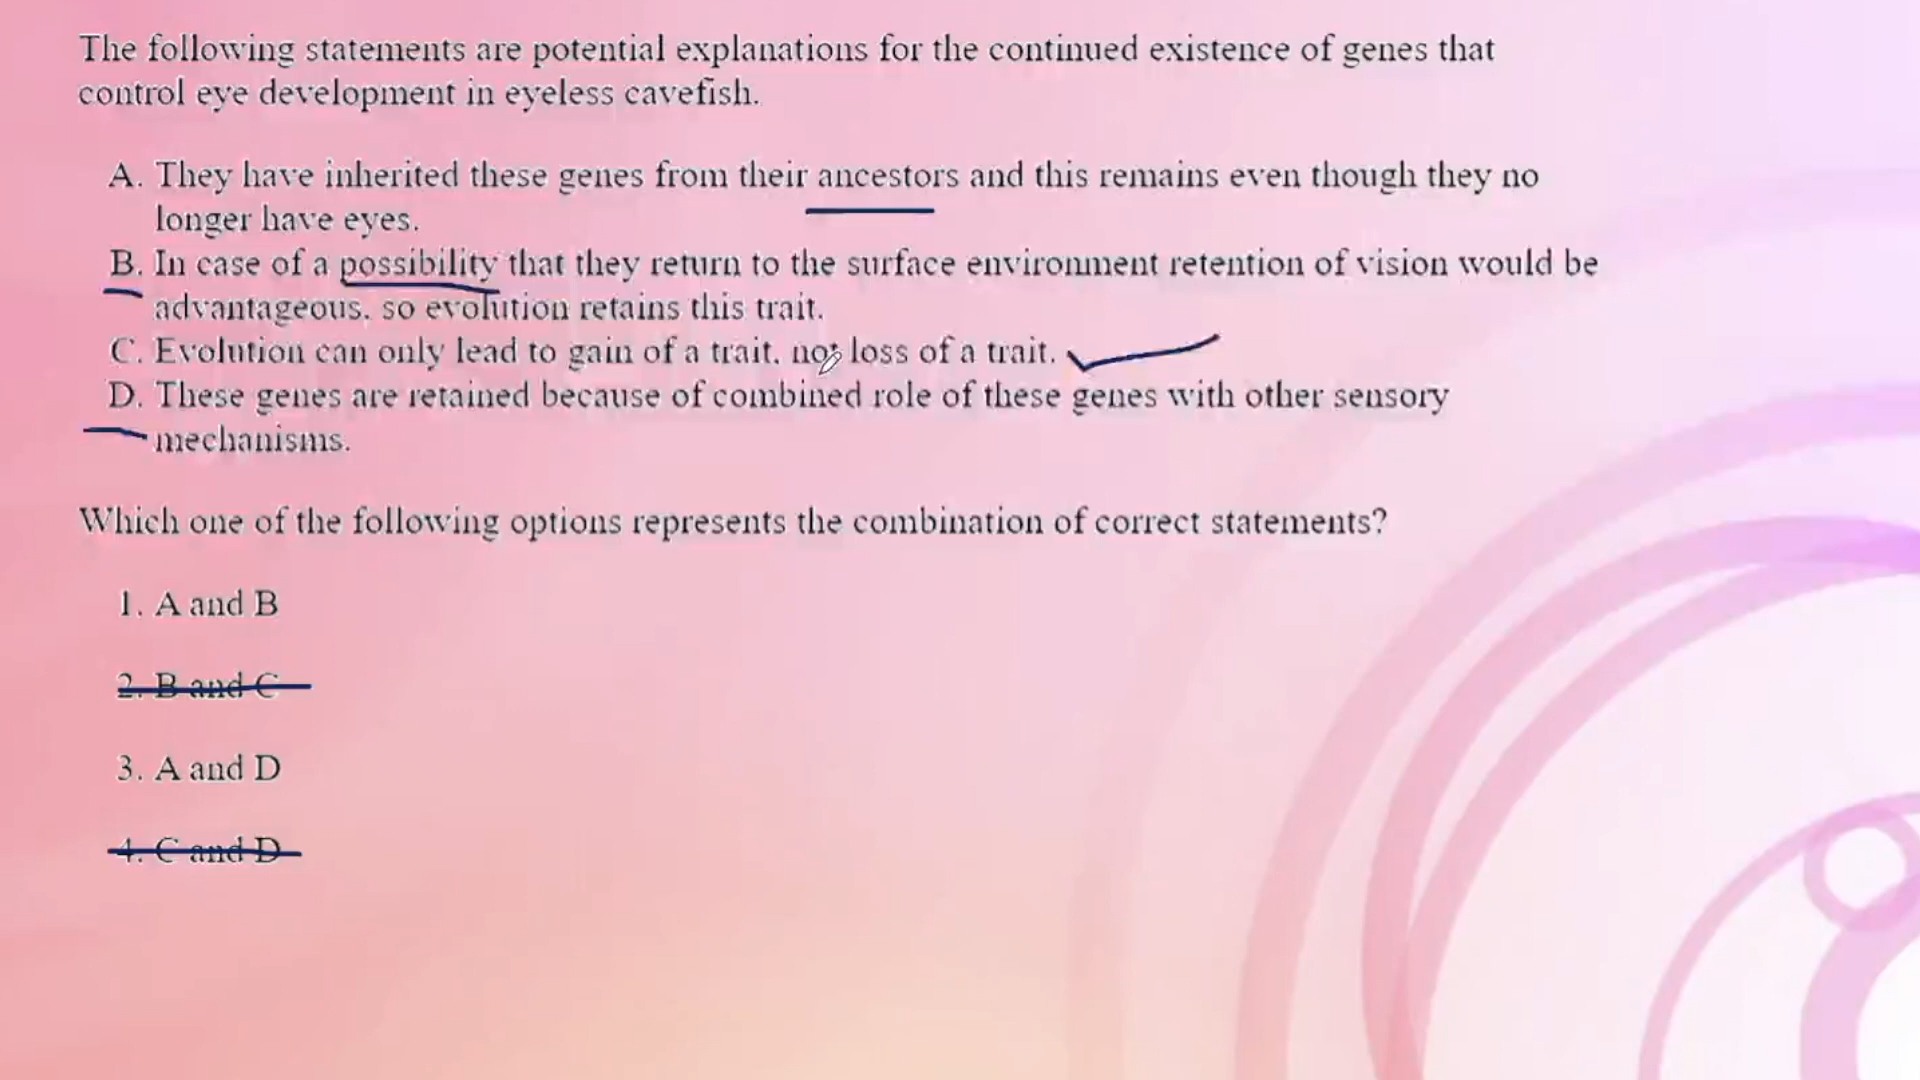 The following statements are potential explanations for the continued existence of genes that
control eye development in eyeless cavefish.
A. They have inherited these genes from their ancestors and this remains even though they no
longer have eyes.
B. In case of a possibility that they return to the surface environment retention of vision would be
advantageous, so evolution retains this trait.
C. Evolution can only lead to gain of a trait, not loss of a trait.
D. These genes are retained because of combined role of these genes with other sensory
mechanisms.
Which one of the following options represents the combination of correct statements?
1. A and B
2. B and C
3. A and D
4. C and D